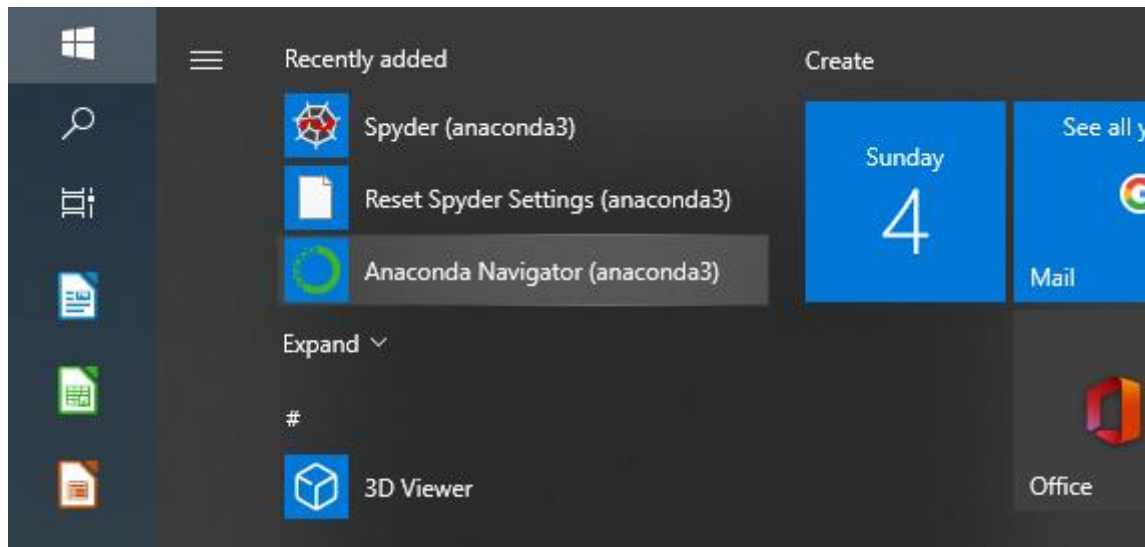 Recently added
Spyder (anaconda3)
Reset Spyder Settings (anaconda3)
Anaconda Navigator (anaconda3)
Expand
#
3D Viewer
Create
Sunday
4
See all y
Mail
Office